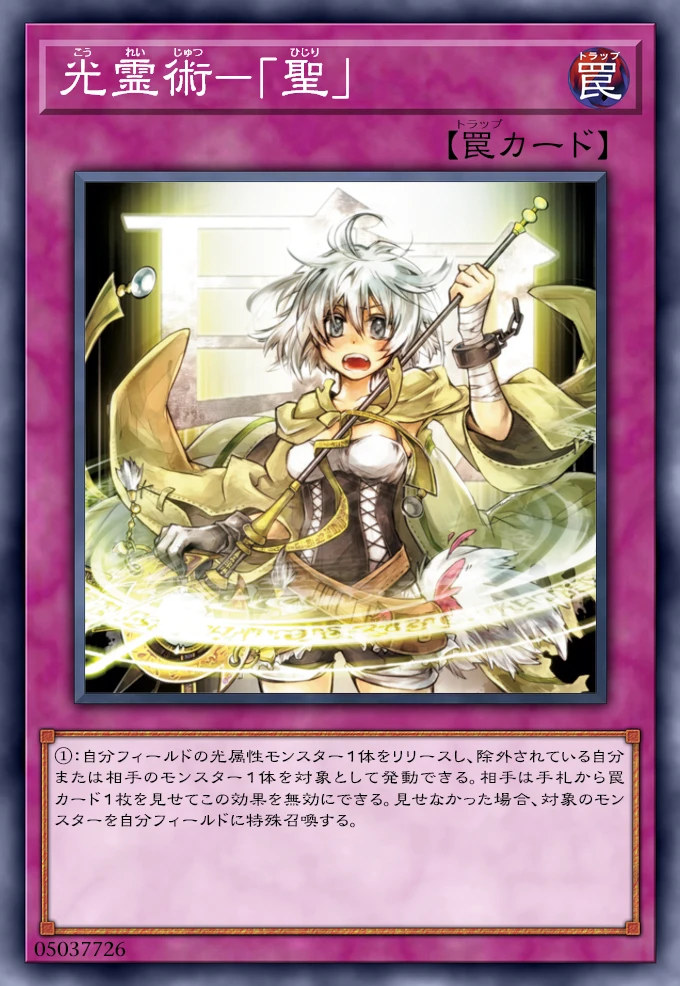 こう れい じゅつ ひじり
光霊術―「聖」
トラップ
罠
トラップ
【罠カード】
聖
①：自分フィールドの光属性モンスター１体をリリースし、除外されている自分
または相手のモンスター１体を対象として発動できる。相手は手札から罠
カード１枚を見せてこの効果を無効にできる。見せなかった場合、対象のモン
スターを自分フィールドに特殊召喚する。
05037726